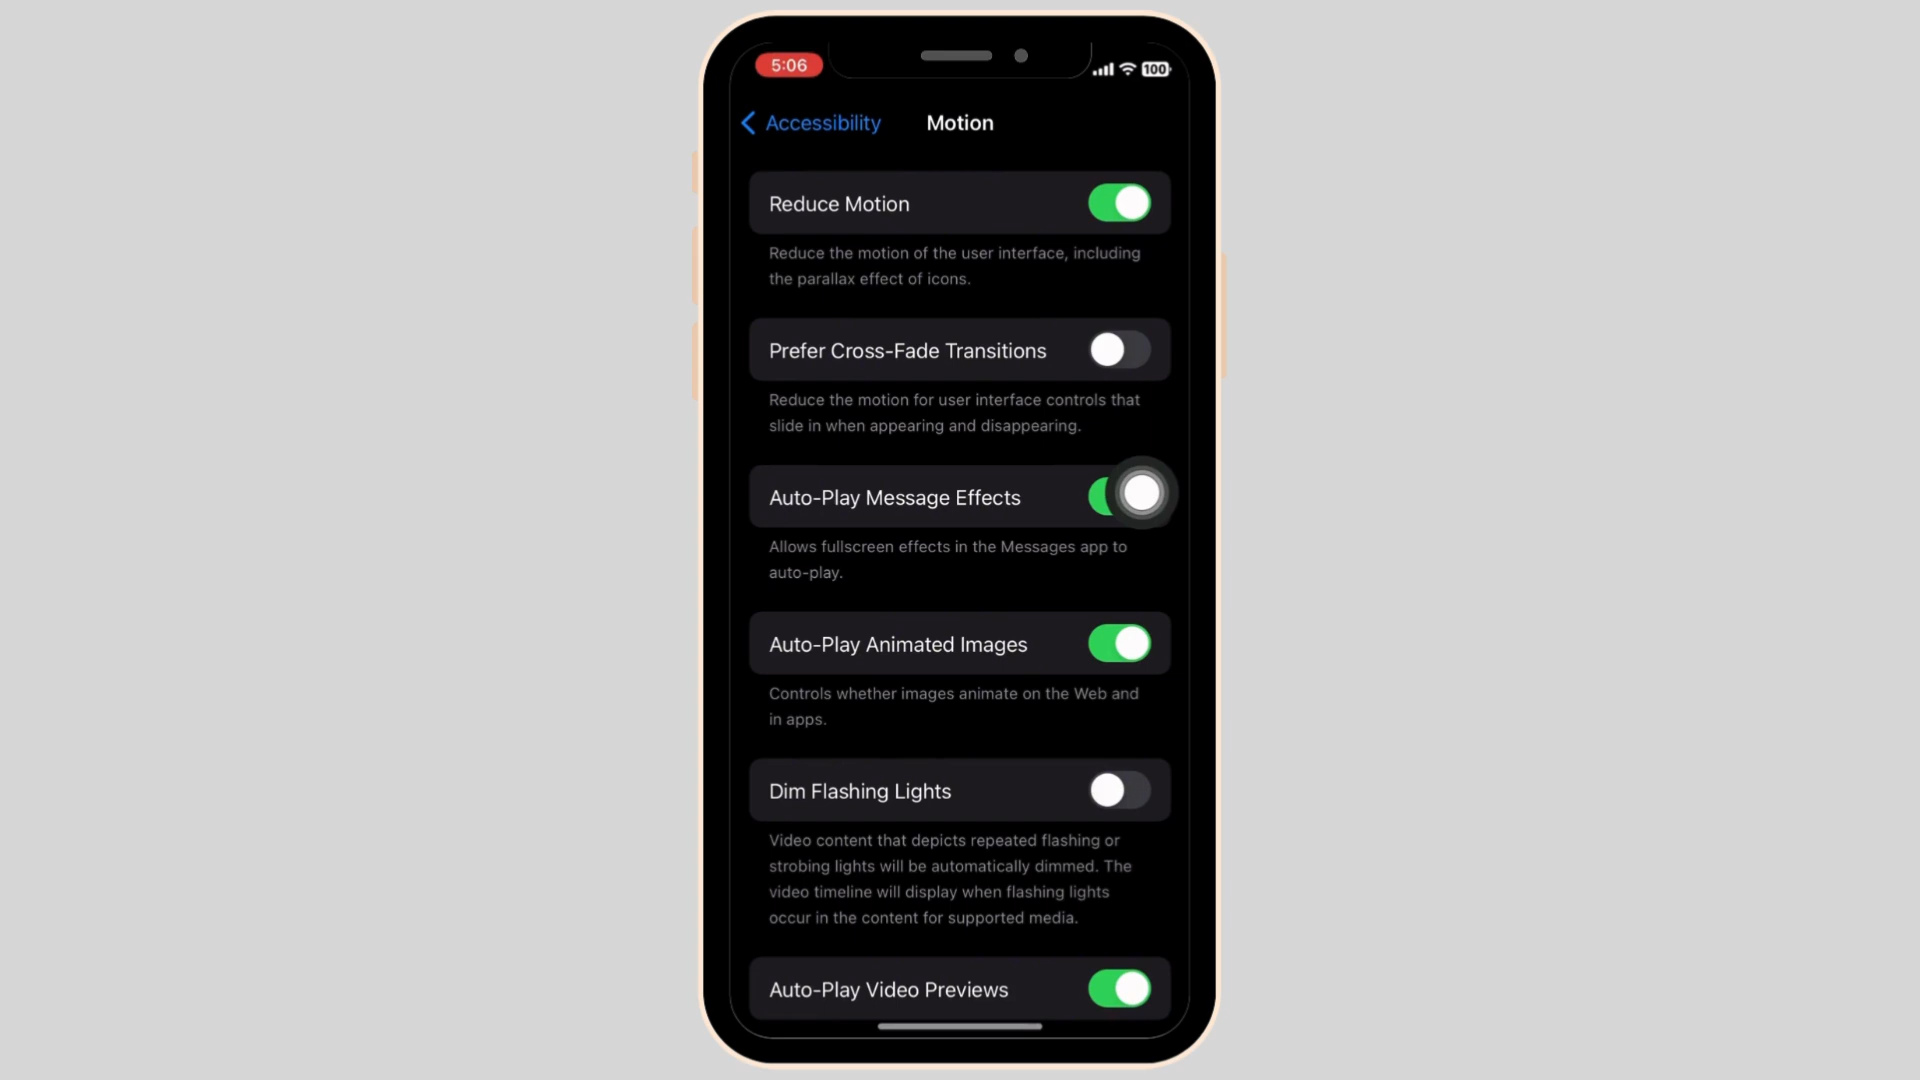 5:06
100
Accessibility
Motion
Reduce Motion
Reduce the motion of the user interface, including
the parallax effect of icons.
Prefer Cross-Fade Transitions
Reduce the motion for user interface controls that
slide in when appearing and disappearing.
Auto-Play Message Effects
Allows fullscreen effects in the Messages app to
auto-play.
Auto-Play Animated Images
Controls whether images animate on the Web and
in apps.
Dim Flashing Lights
Video content that depicts repeated flashing or
strobing lights will be automatically dimmed. The
video timeline will display when flashing lights
occur in the content for supported media.
Auto-Play Video Previews